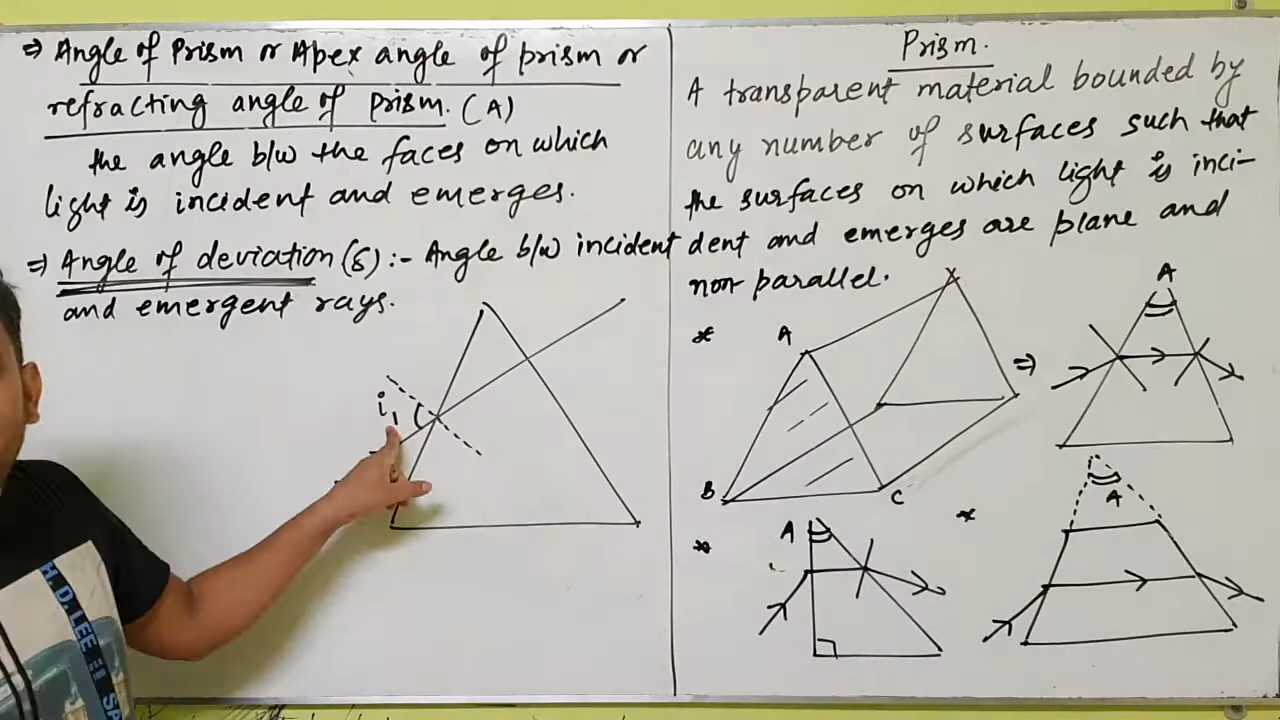 ⇒ Angle of Prism or Apex angle of prism or
refracting angle of prism. (A)
the angle b/w the faces on which
light is incident and emerges.
⇒ Angle of deviation (δ) :- Angle b/w incident
and emergent rays.
i1
Prism.
A transparent material bounded by
any number of surfaces such that
the surfaces on which light is inci-
dent and emerges are plane and
non parallel.
* A
B
C
⇒
A
* A
* A
H.D.LEE
USA
SA